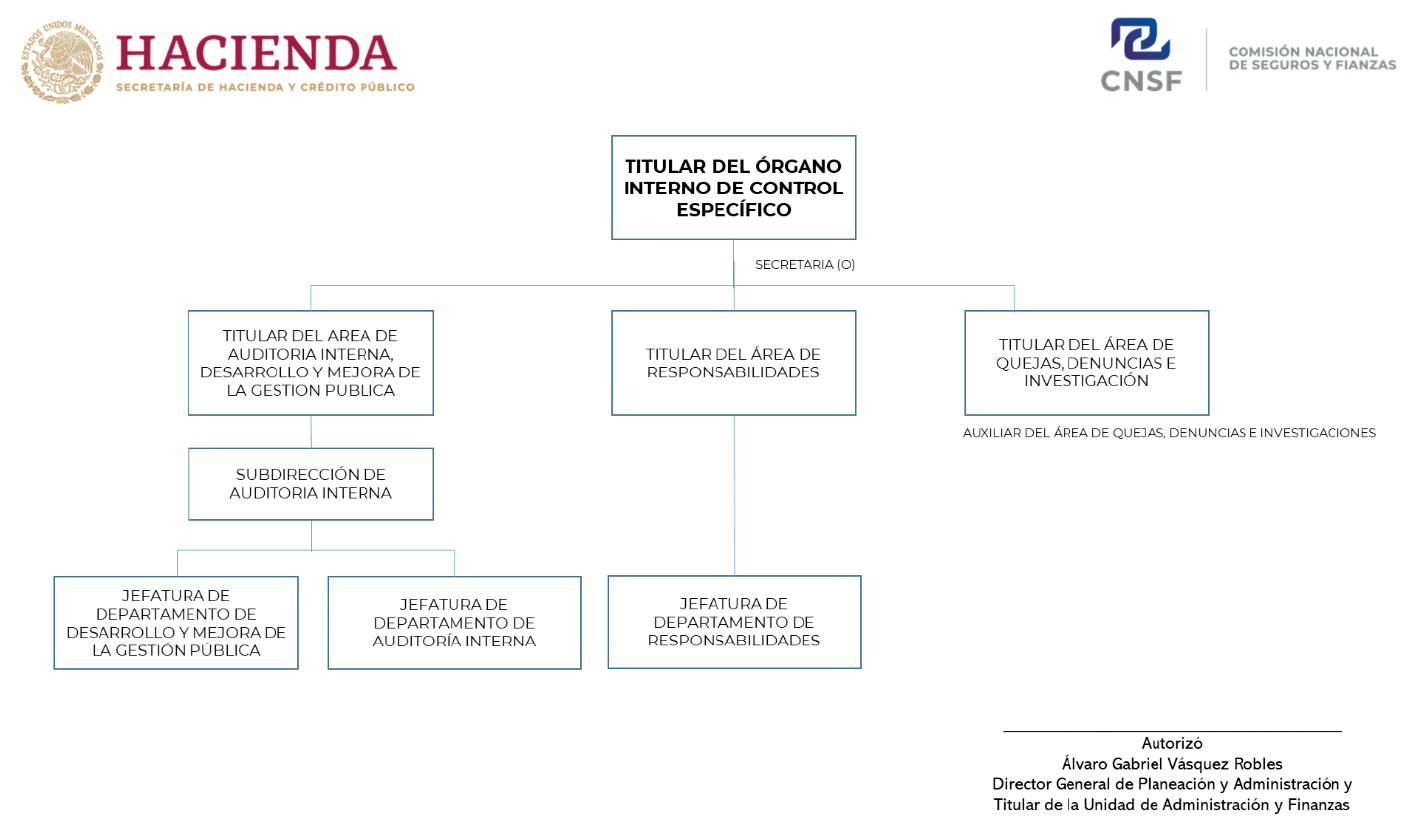 ESTADOS UNIDOS MEXICANOS
HACIENDA
SECRETARÍA DE HACIENDA Y CRÉDITO PÚBLICO
CNSF
COMISIÓN NACIONAL
DE SEGUROS Y FIANZAS
TITULAR DEL ÓRGANO
INTERNO DE CONTROL
ESPECÍFICO
SECRETARIA (O)
TITULAR DEL AREA DE
AUDITORIA INTERNA,
DESARROLLO Y MEJORA DE
LA GESTION PUBLICA
TITULAR DEL ÁREA DE
RESPONSABILIDADES
TITULAR DEL ÁREA DE
QUEJAS, DENUNCIAS E
INVESTIGACIÓN
AUXILIAR DEL ÁREA DE QUEJAS, DENUNCIAS E INVESTIGACIONES
SUBDIRECCIÓN DE
AUDITORIA INTERNA
JEFATURA DE
DEPARTAMENTO DE
DESARROLLO Y MEJORA DE
LA GESTIÓN PÚBLICA
JEFATURA DE
DEPARTAMENTO DE
AUDITORÍA INTERNA
JEFATURA DE
DEPARTAMENTO DE
RESPONSABILIDADES
Autorizó
Álvaro Gabriel Vásquez Robles
Director General de Planeación y Administración y
Titular de la Unidad de Administración y Finanzas